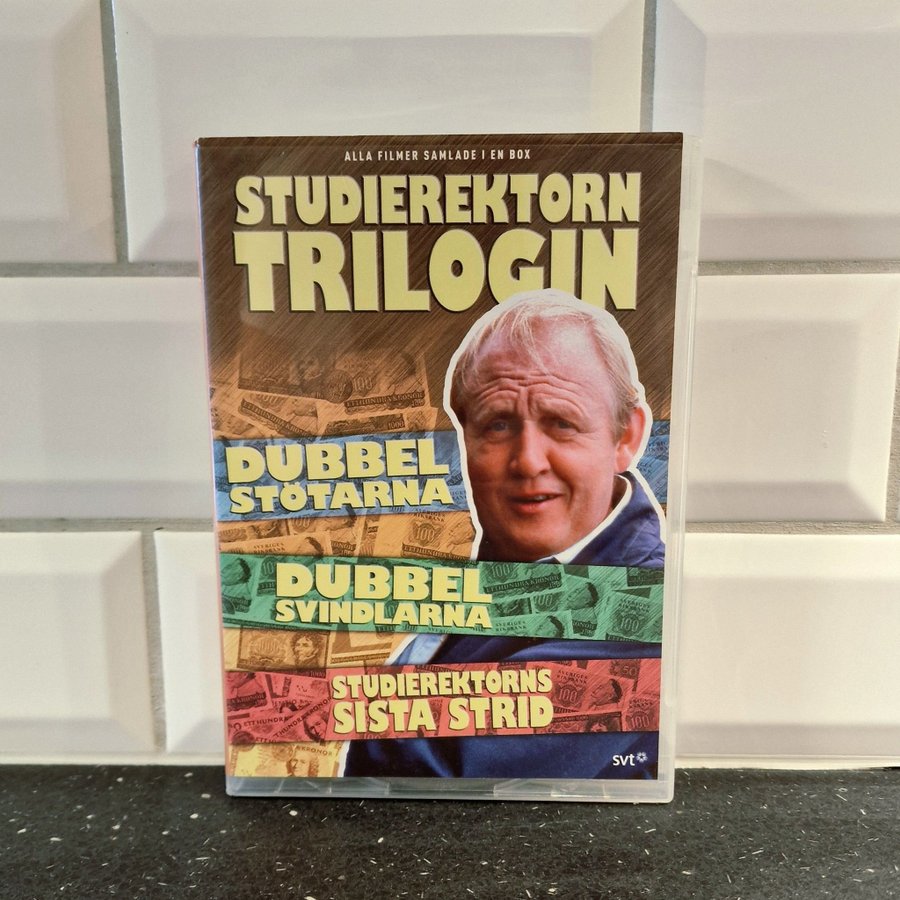 ALLA FILMER SAMLADE I EN BOX
STUDIEREKTORN
TRILOGIN
DUBBEL
STÖTARNA
DUBBEL
SVINDLARNA
STUDIEREKTORNS
SISTA STRID
svt